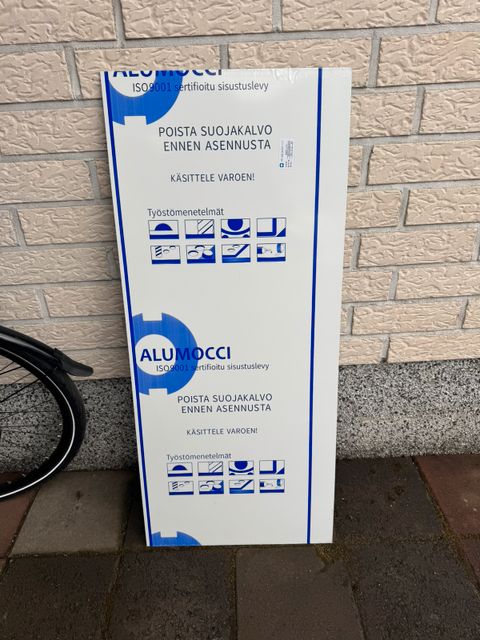 ALUMOCCI
ISO9001 sertifioitu sisustuslevy
POISTA SUOJAKALVO
ENNEN ASENNUSTA
KÄSITTELE VAROEN!
Työstömenetelmät
ALUMOCCI
ISO9001 sertifioitu sisustuslevy
POISTA SUOJAKALVO
ENNEN ASENNUSTA
KÄSITTELE VAROEN!
Työstömenetelmät